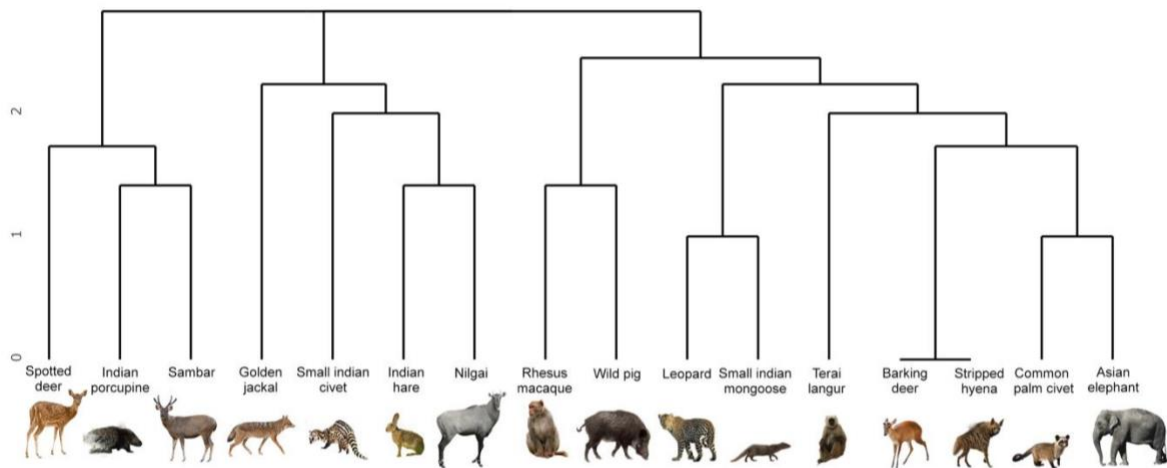 2
1
0
Spotted
deer
Indian
porcupine
Sambar
Golden
jackal
Small indian
civet
Indian
hare
Nilgai
Rhesus
macaque
Wild pig
Leopard
Small indian
mongoose
Terai
langur
Barking
deer
Stripped
hyena
Common
palm civet
Asian
elephant